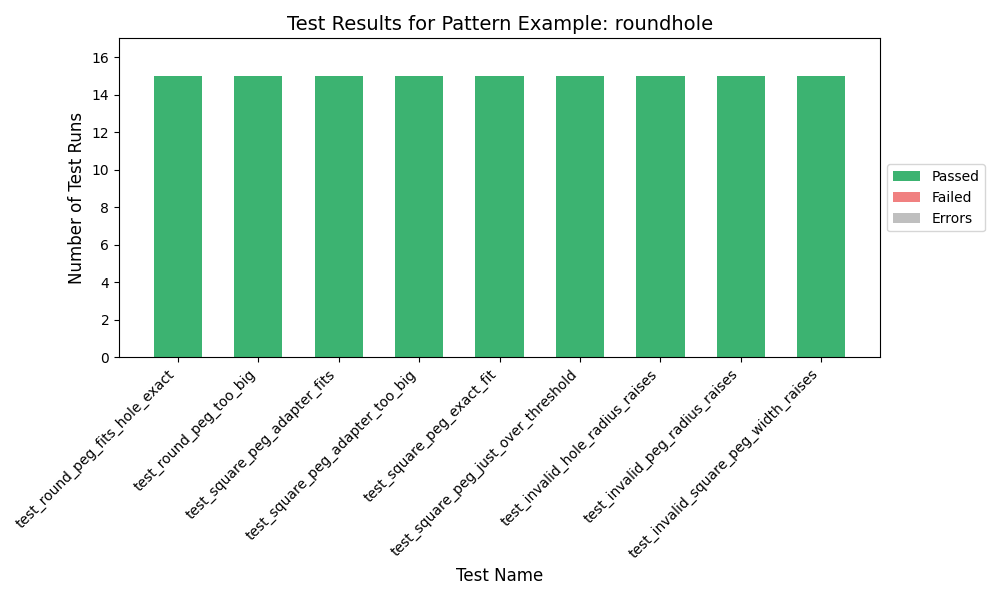 Test Results for Pattern Example: roundhole
Number of Test Runs
16
14
12
10
8
6
4
2
0
Passed
Failed
Errors
test_round_peg_fits_hole_exact
test_round_peg_too_big
test_square_peg_adapter_fits
test_square_peg_adapter_too_big
test_square_peg_exact_fit
test_square_peg_just_over_threshold
test_invalid_hole_radius_raises
test_invalid_peg_radius_raises
test_invalid_square_peg_width_raises
Test Name